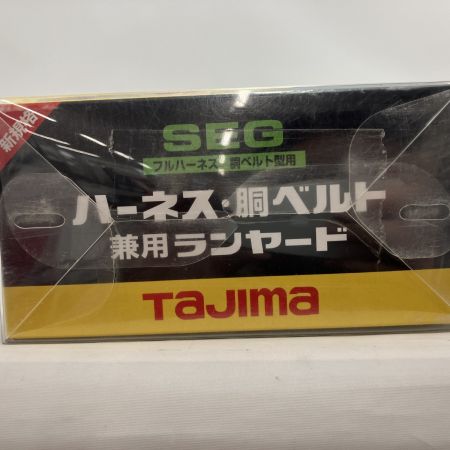 新規格
SEG
フルハーネス・胴ベルト型用
ハーネス・胴ベルト
兼用ランヤード
TAJIMA